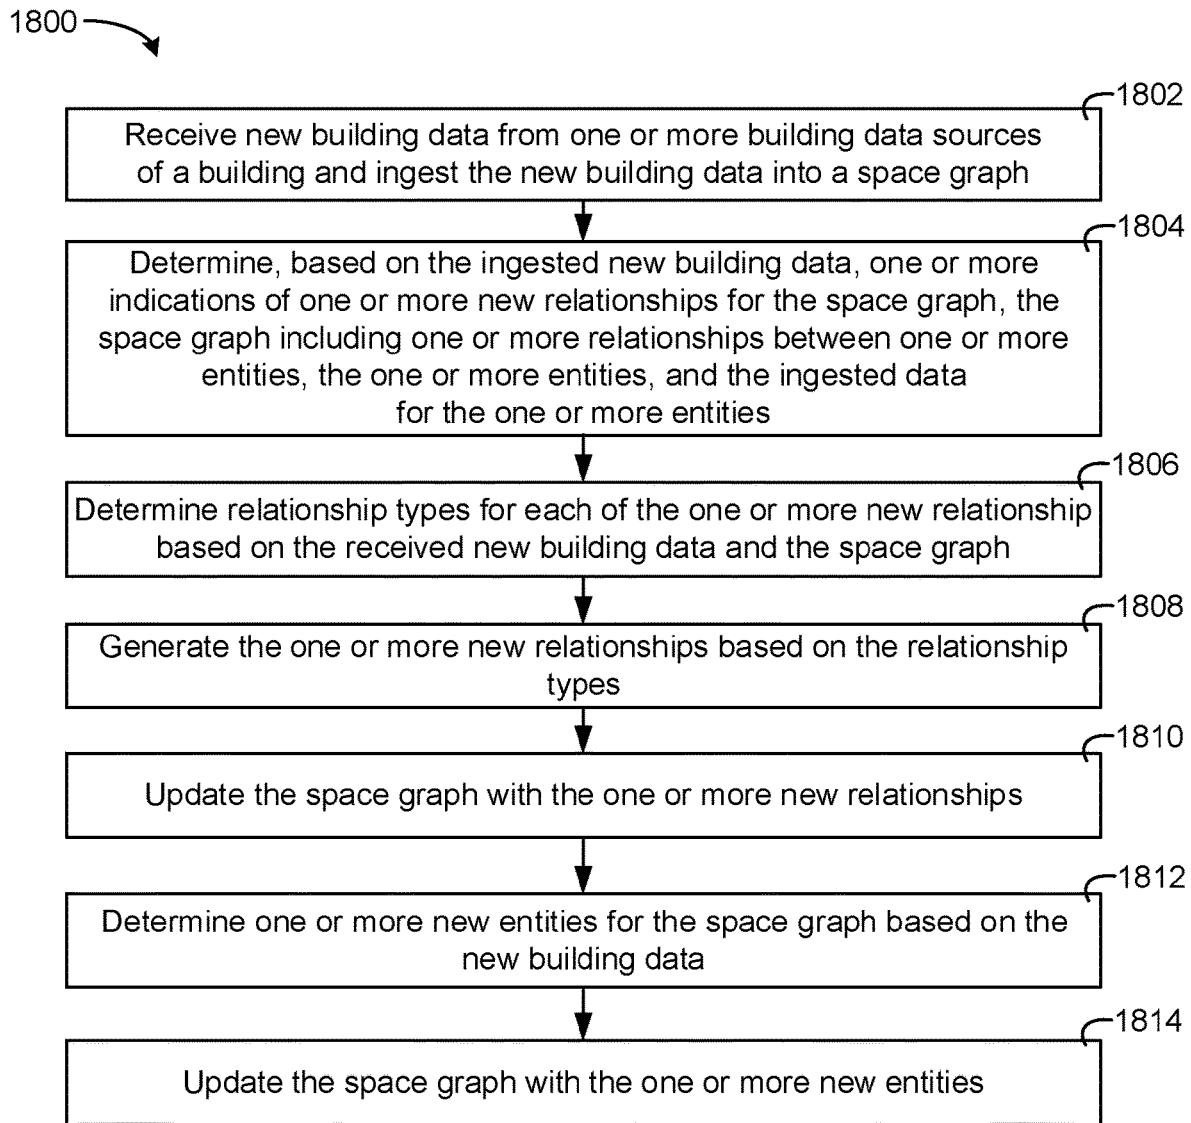 1800
1802
Receive new building data from one or more building data sources
of a building and ingest the new building data into a space graph
1804
Determine, based on the ingested new building data, one or more
indications of one or more new relationships for the space graph, the
space graph including one or more relationships between one or more
entities, the one or more entities, and the ingested data
for the one or more entities
1806
Determine relationship types for each of the one or more new relationship
based on the received new building data and the space graph
1808
Generate the one or more new relationships based on the relationship
types
1810
Update the space graph with the one or more new relationships
1812
Determine one or more new entities for the space graph based on the
new building data
1814
Update the space graph with the one or more new entities